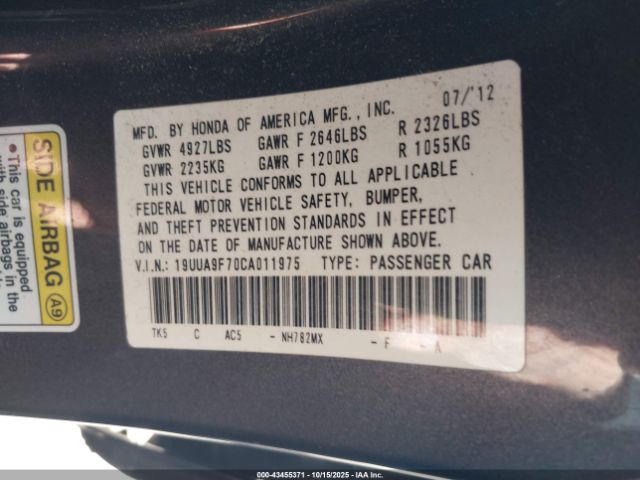 07/'12
MFD. BY HONDA OF AMERICA MFG., INC.
GVWR 4927LBS GAWR F 2646LBS R 2326LBS
GVWR 2235KG GAWR F 1200KG R 1055KG
THIS VEHICLE CONFORMS TO ALL APPLICABLE
FEDERAL MOTOR VEHICLE SAFETY, BUMPER,
AND THEFT PREVENTION STANDARDS IN EFFECT
ON THE DATE OF MANUFACTURE SHOWN ABOVE.
V.I.N.: 19UUA9F70CA011975 TYPE: PASSENGER CAR
TK5 C AC5 - NH782MX - F - A
SIDE AIRBAG A9
• This car is equipped
with side airbags in the
000-43455371 - 10/15/2025 - IAA Inc.